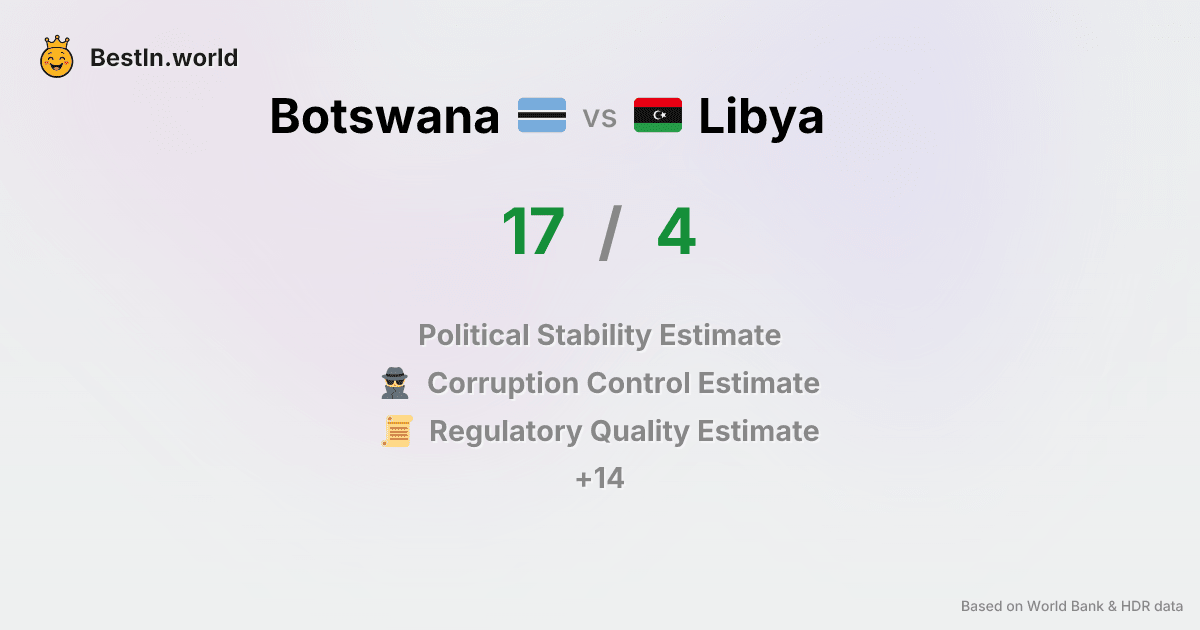 BestIn.world
Botswana vs Libya
17 / 4
Political Stability Estimate
Corruption Control Estimate
Regulatory Quality Estimate
+14
Based on World Bank & HDR data